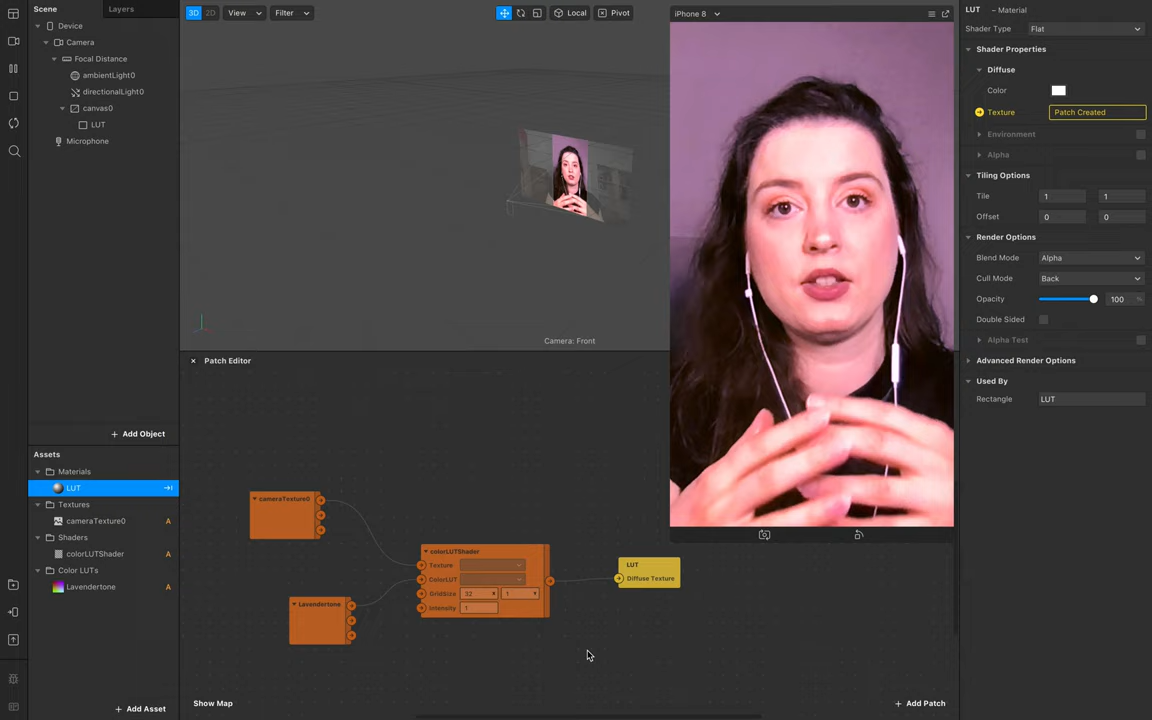 Scene
Layers
Device
Camera
Focal Distance
ambientLight0
directionalLight0
canvas0
LUT
Microphone
+ Add Object
Assets
Materials
LUT
Textures
cameraTexture0 A
Shaders
colorLUTShader A
Color LUTs
Lavendertone A
+ Add Asset
3D 2D View Filter
Local Pivot
iPhone 8
Camera: Front
× Patch Editor
cameraTexture0
Lavendertone
colorLUTShader
Texture
ColorLUT
GridSize 32 x 1 Y
Intensity 1
LUT
Diffuse Texture
Show Map
+ Add Patch
LUT – Material
Shader Type Flat
Shader Properties
Diffuse
Color
Texture Patch Created
Environment
Alpha
Tiling Options
Tile 1 1
Offset 0 0
Render Options
Blend Mode Alpha
Cull Mode Back
Opacity 100 %
Double Sided
Alpha Test
Advanced Render Options
Used By
Rectangle LUT